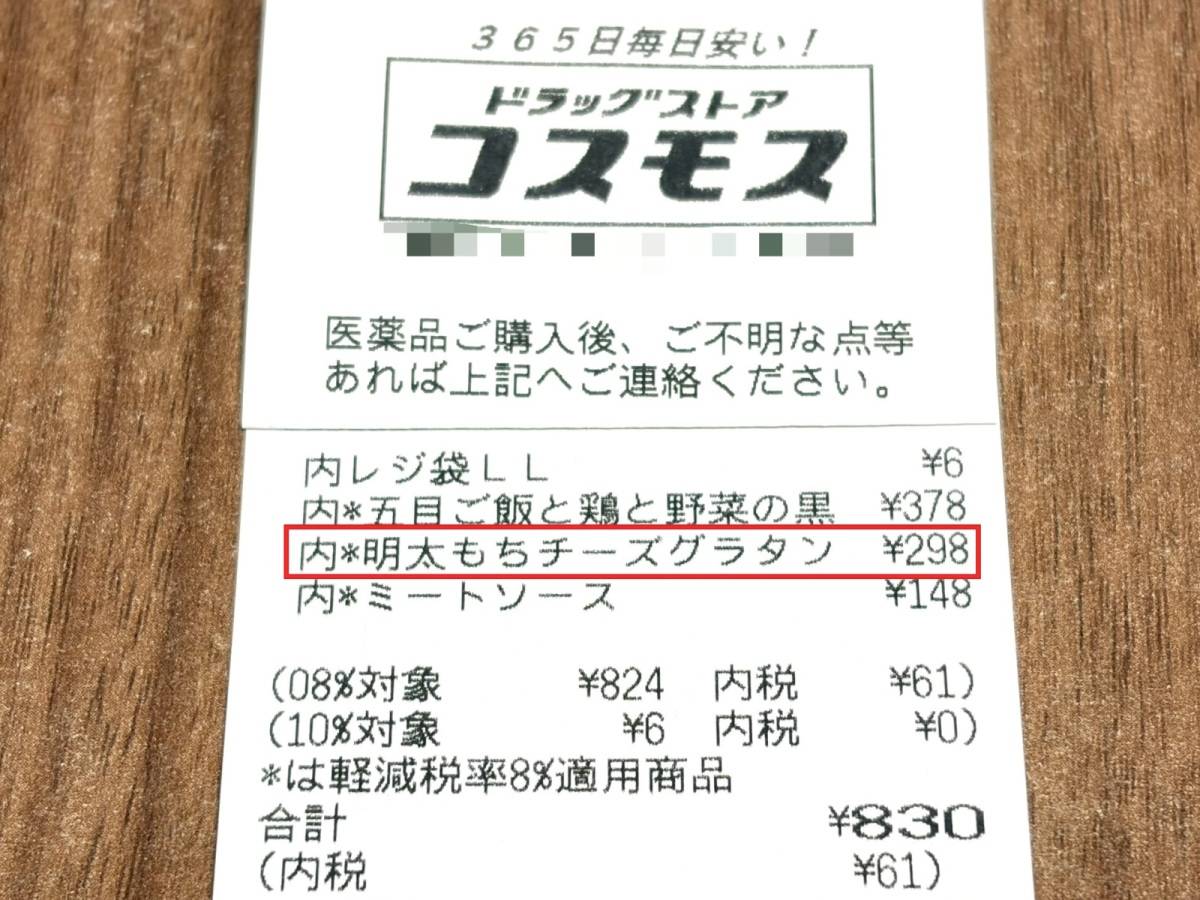 ３６５日毎日安い！
ドラッグストア
コスモス
医薬品ご購入後、ご不明な点等
あれば上記へご連絡ください。
内レジ袋ＬＬ ¥6
内*五目ご飯と鶏と野菜の黒 ¥378
内*明太もちチーズグラタン ¥298
内*ミートソース ¥148
(08%対象 ¥824 内税 ¥61)
(10%対象 ¥6 内税 ¥0)
*は軽減税率8%適用商品
合計 ¥830
(内税 ¥61)